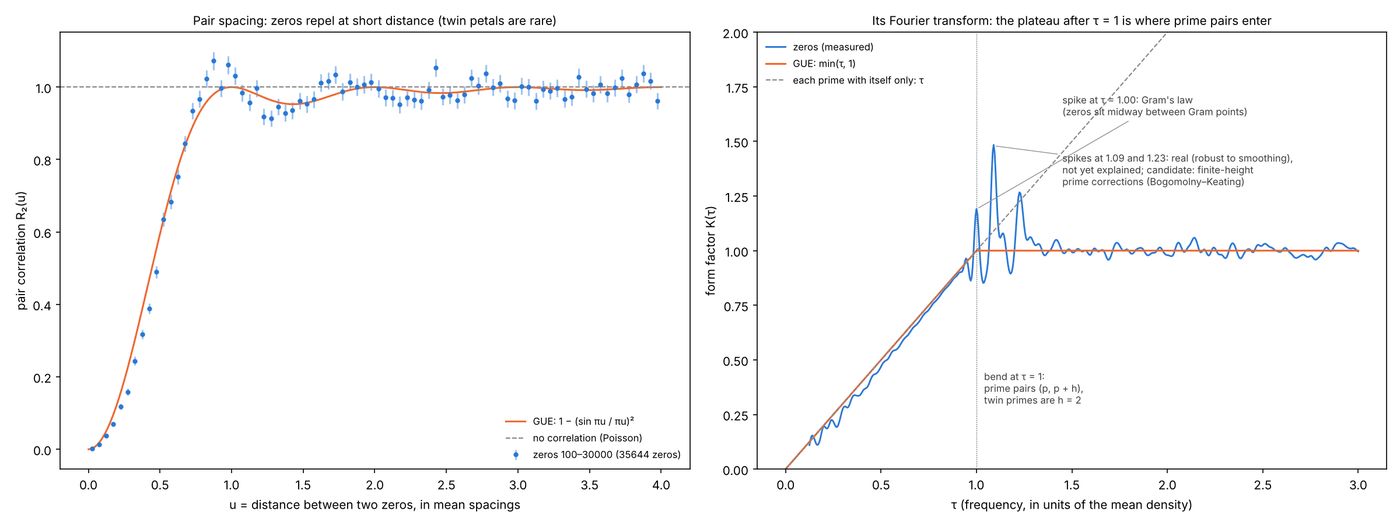 Pair spacing: zeros repel at short distance (twin petals are rare)
pair correlation R₂(u)
1.0
0.8
0.6
0.4
0.2
0.0
GUE: 1 − (sin πu / πu)²
no correlation (Poisson)
zeros 100–30000 (35644 zeros)
0.0 0.5 1.0 1.5 2.0 2.5 3.0 3.5 4.0
u = distance between two zeros, in mean spacings
Its Fourier transform: the plateau after τ = 1 is where prime pairs enter
form factor K(τ)
2.00
1.75
1.50
1.25
1.00
0.75
0.50
0.25
0.00
zeros (measured)
GUE: min(τ, 1)
each prime with itself only: τ
spike at τ = 1.00: Gram's law
(zeros sit midway between Gram points)
spikes at 1.09 and 1.23: real (robust to smoothing),
not yet explained; candidate: finite-height
prime corrections (Bogomolny–Keating)
bend at τ = 1:
prime pairs (p, p + h),
twin primes are h = 2
0.0 0.5 1.0 1.5 2.0 2.5 3.0
τ (frequency, in units of the mean density)